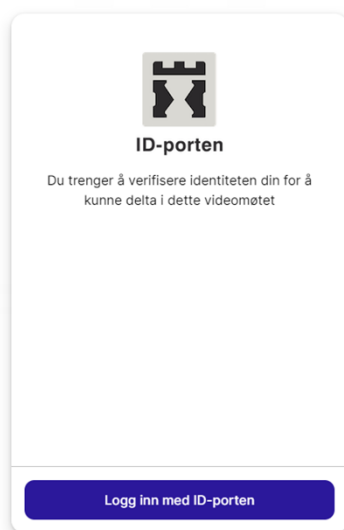 ID-porten
Du trenger å verifisere identiteten din for å
kunne delta i dette videomøtet
Logg inn med ID-porten